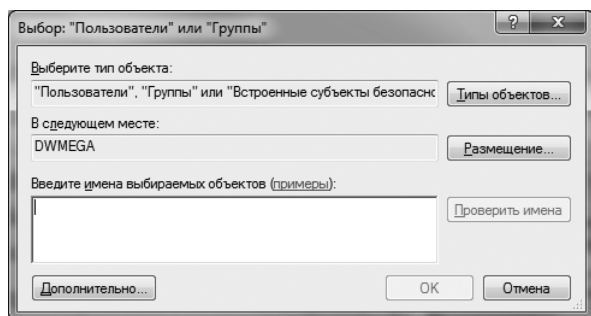 Выбор: "Пользователи" или "Группы"
Выберите тип объекта:
"Пользователи", "Группы" или "Встроенные субъекты безопасно
Типы объектов...
В следующем месте:
DWMEGA
Размещение...
Введите имена выбираемых объектов (примеры):
Проверить имена
Дополнительно...
OK
Отмена